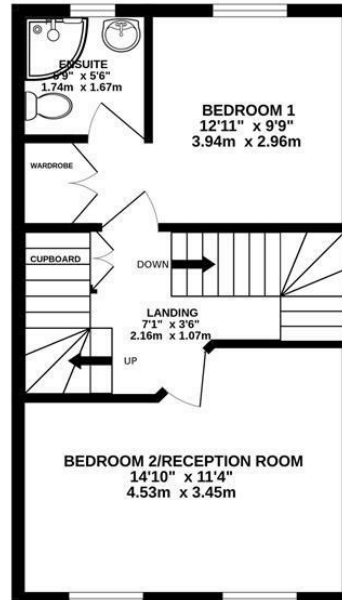 ENSUITE
5'9" x 5'6"
1.74m x 1.67m
BEDROOM 1
12'11" x 9'9"
3.94m x 2.96m
WARDROBE
CUPBOARD
DOWN
LANDING
7'1" x 3'6"
2.16m x 1.07m
UP
BEDROOM 2/RECEPTION ROOM
14'10" x 11'4"
4.53m x 3.45m